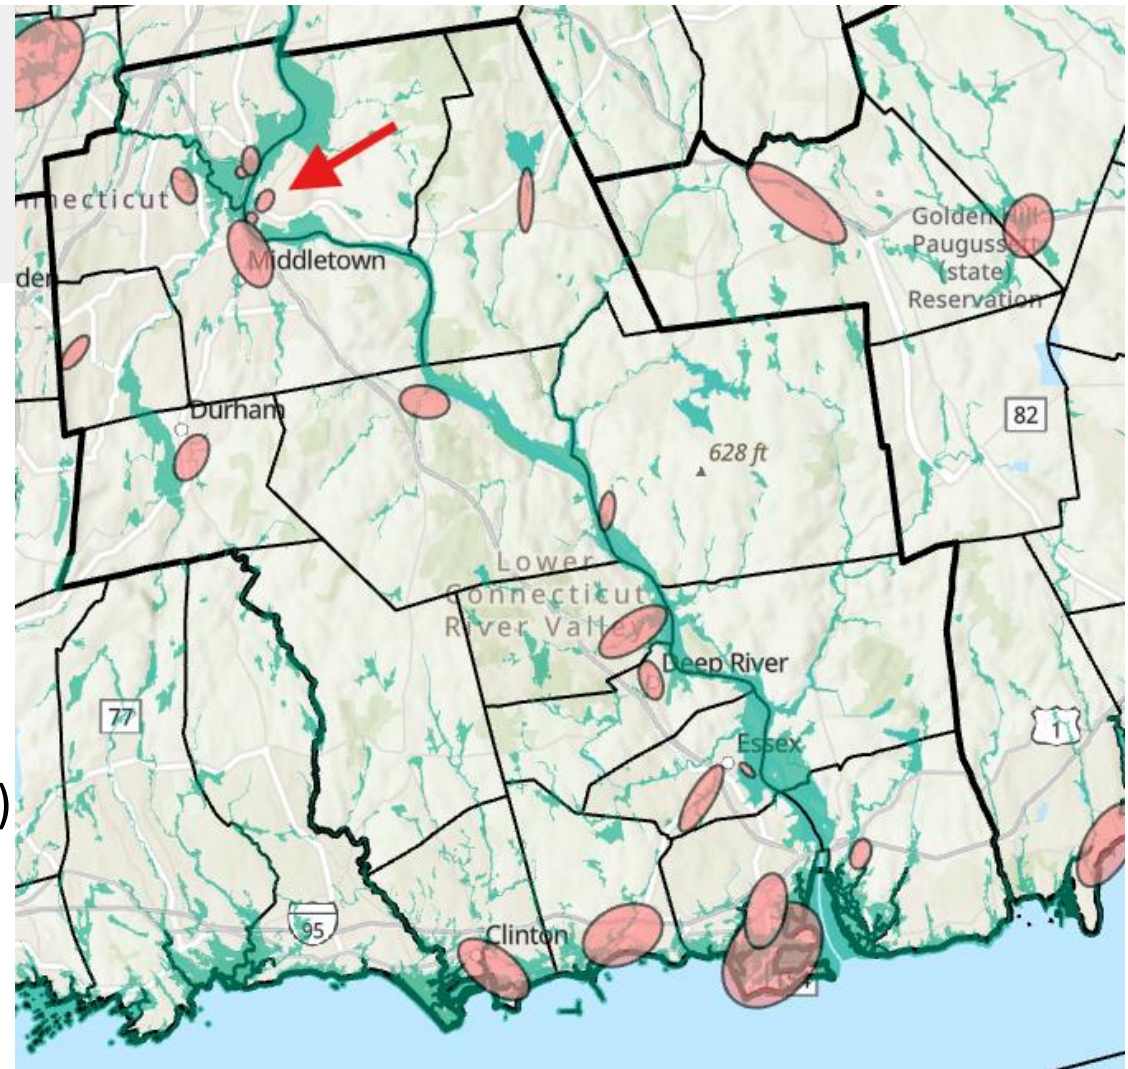 nnecticut
Middletown
den
Golden Hill
Paugussett
(state)
Reservation
Durham
82
628 ft
Lower
Connecticut
River Valley
Deep River
77
1
Essex
)
95
Clinton